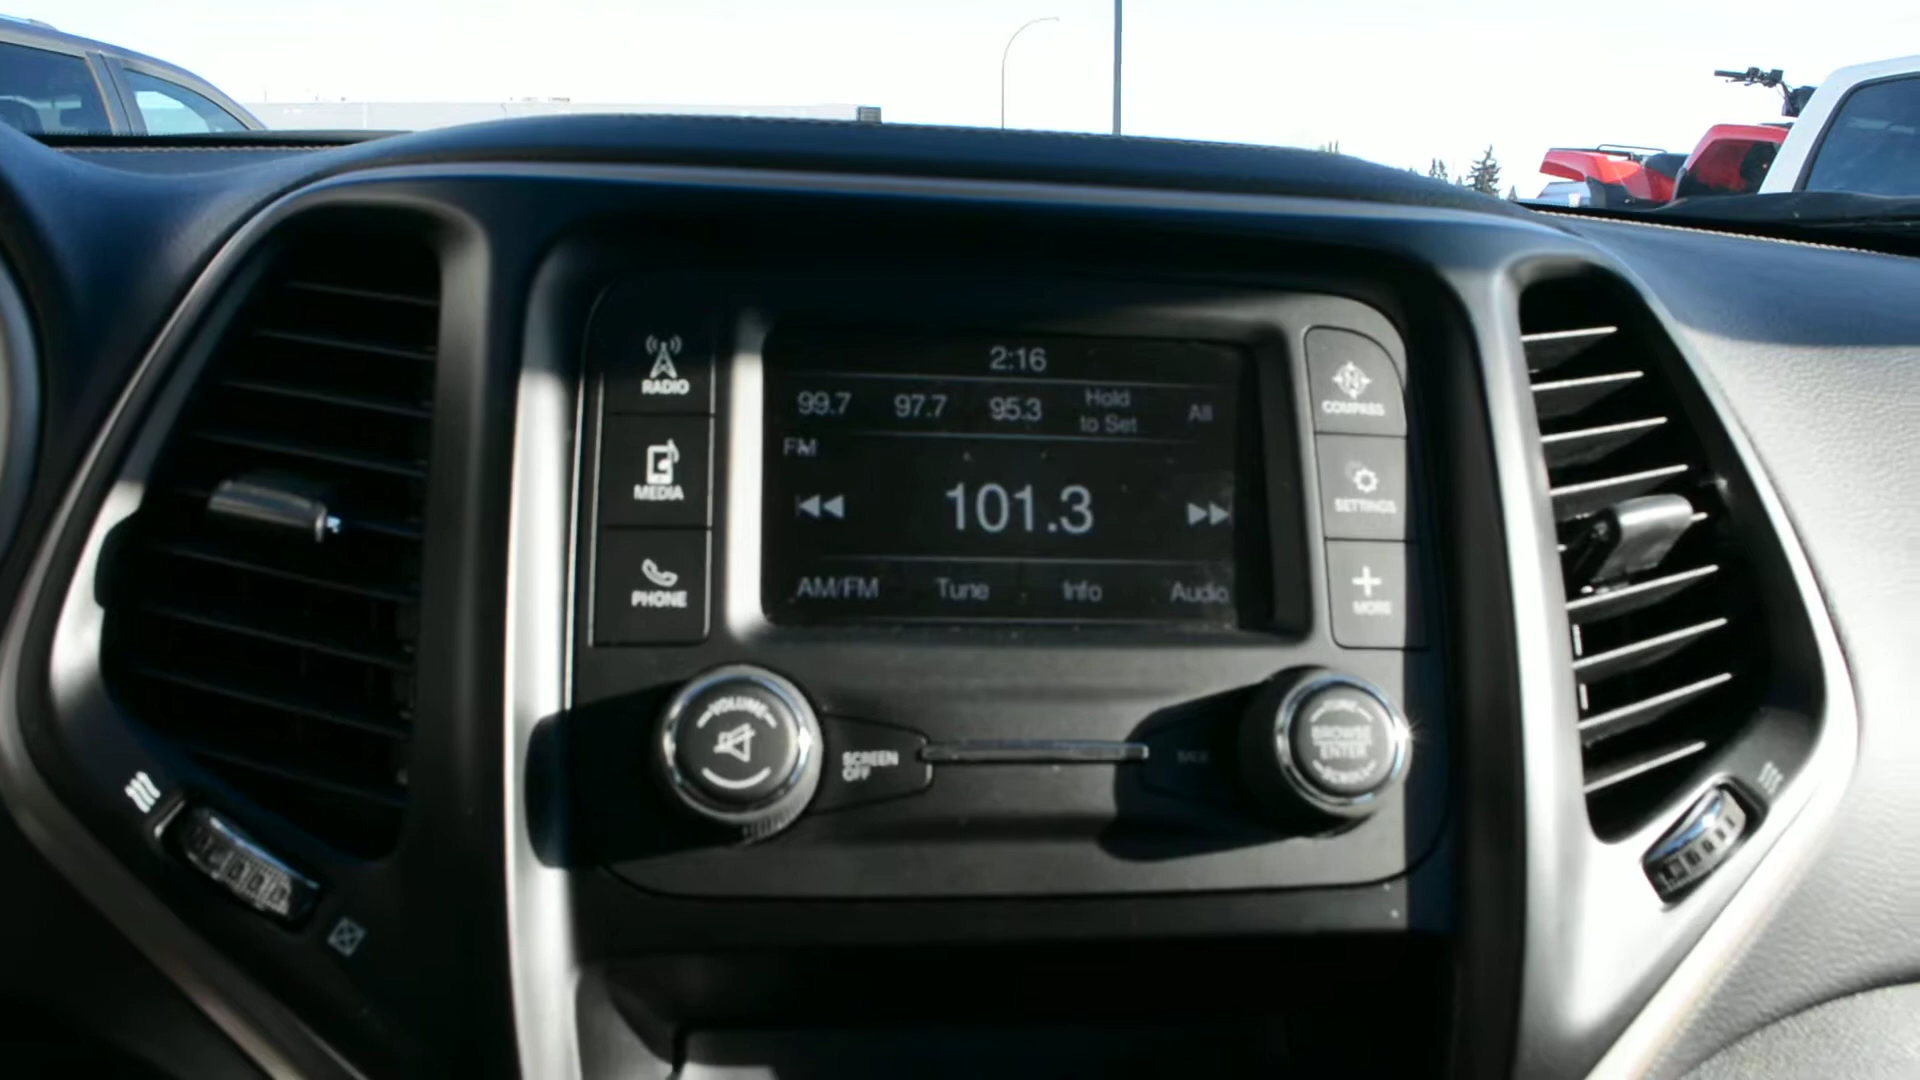 2:16
99.7 97.7 95.3 Hold to Set All
FM
101.3
AM/FM Tune Info Audio
RADIO
MEDIA
PHONE
COMPASS
SETTINGS
MORE
VOLUME
SCREEN
OFF
BACK
BROWSE
ENTER